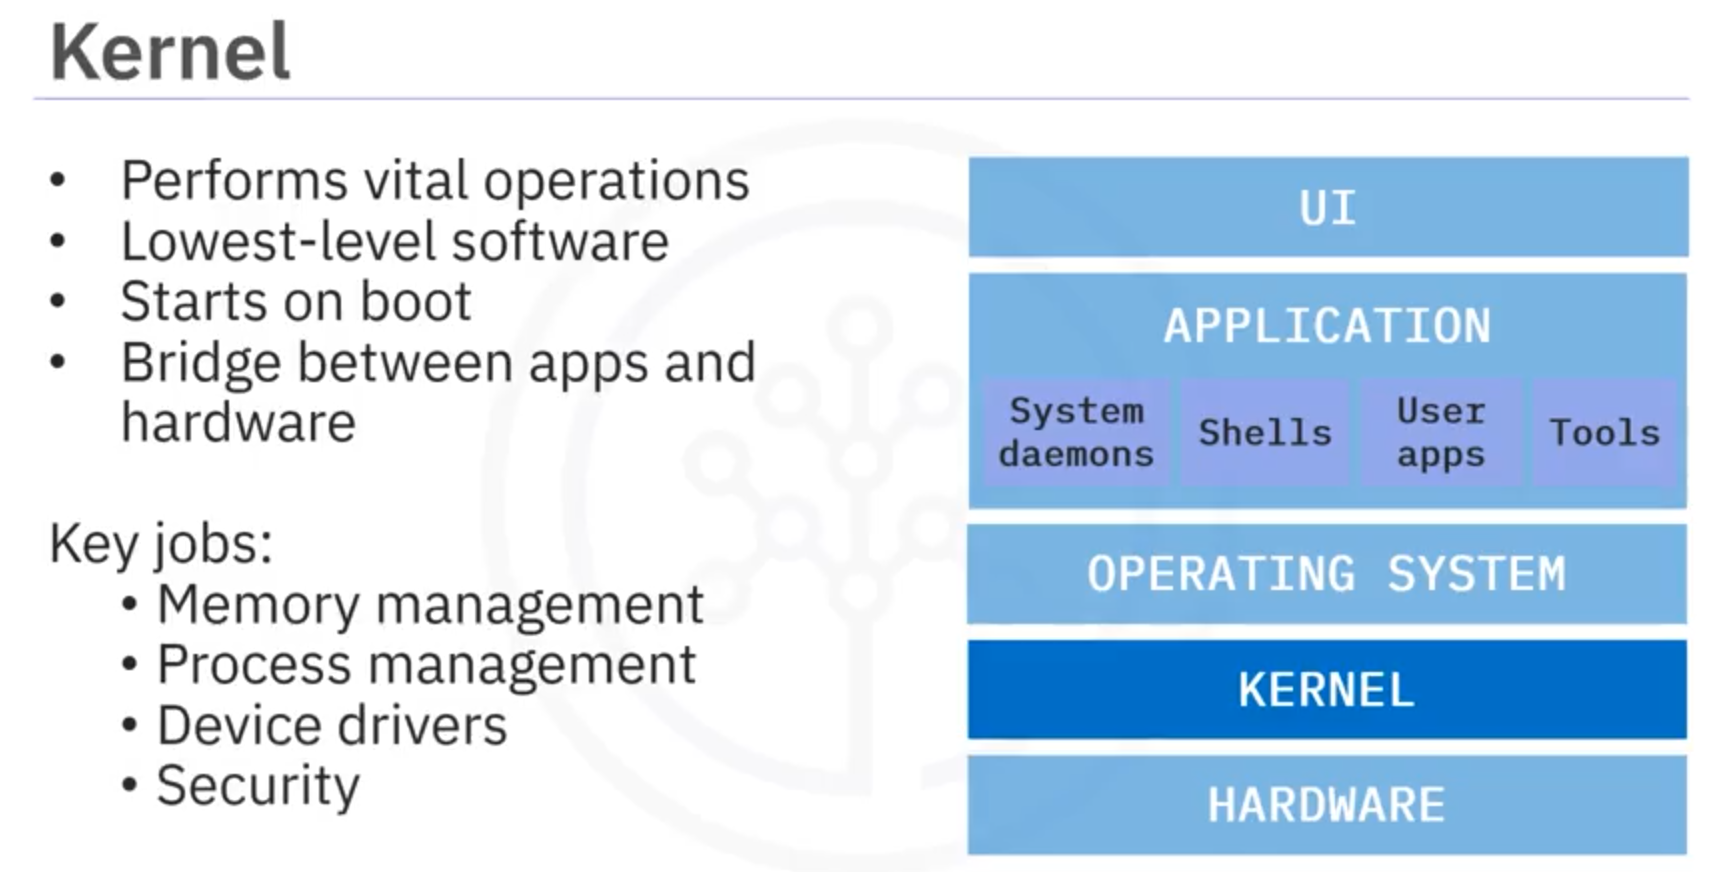 Kernel
• Performs vital operations
• Lowest-level software
• Starts on boot
• Bridge between apps and
hardware
Key jobs:
• Memory management
• Process management
• Device drivers
• Security
UI
APPLICATION
System
daemons
Shells
User
apps
Tools
OPERATING SYSTEM
KERNEL
HARDWARE